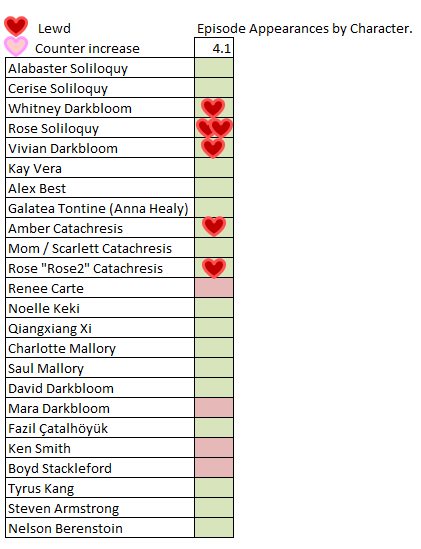 Lewd Episode Appearances by Character.
Counter increase 4.1
Alabaster Soliloquy
Cerise Soliloquy
Whitney Darkbloom
Rose Soliloquy
Vivian Darkbloom
Kay Vera
Alex Best
Galatea Tontine (Anna Healy)
Amber Catachresis
Mom / Scarlett Catachresis
Rose "Rose2" Catachresis
Renee Carte
Noelle Keki
Qiangxiang Xi
Charlotte Mallory
Saul Mallory
David Darkbloom
Mara Darkbloom
Fazil Çatalhöyük
Ken Smith
Boyd Stackleford
Tyrus Kang
Steven Armstrong
Nelson Berenstoin